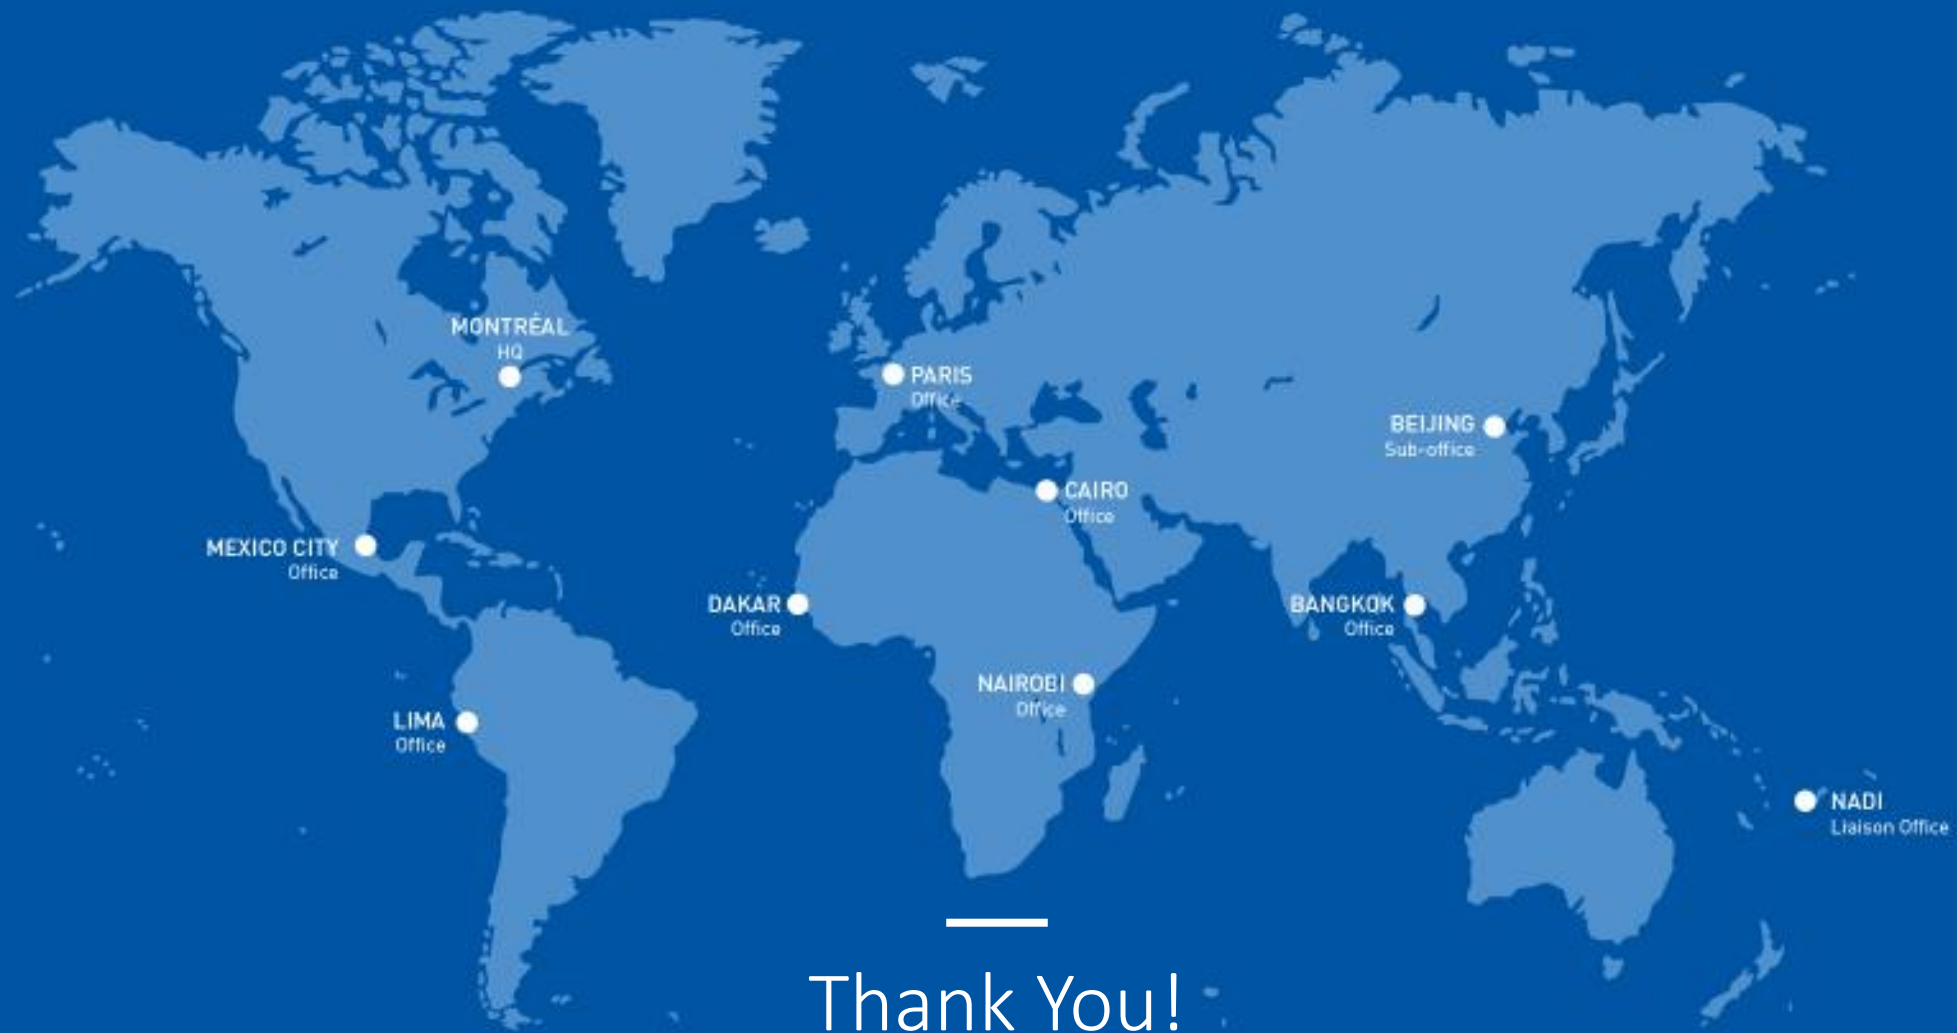 MONTRÉAL
HQ
PARIS
Office
BEIJING
Sub-office
CAIRO
Office
MEXICO CITY
Office
DAKAR
Office
BANGKOK
Office
NAIROBI
Office
LIMA
Office
NADI
Liaison Office
Thank You!